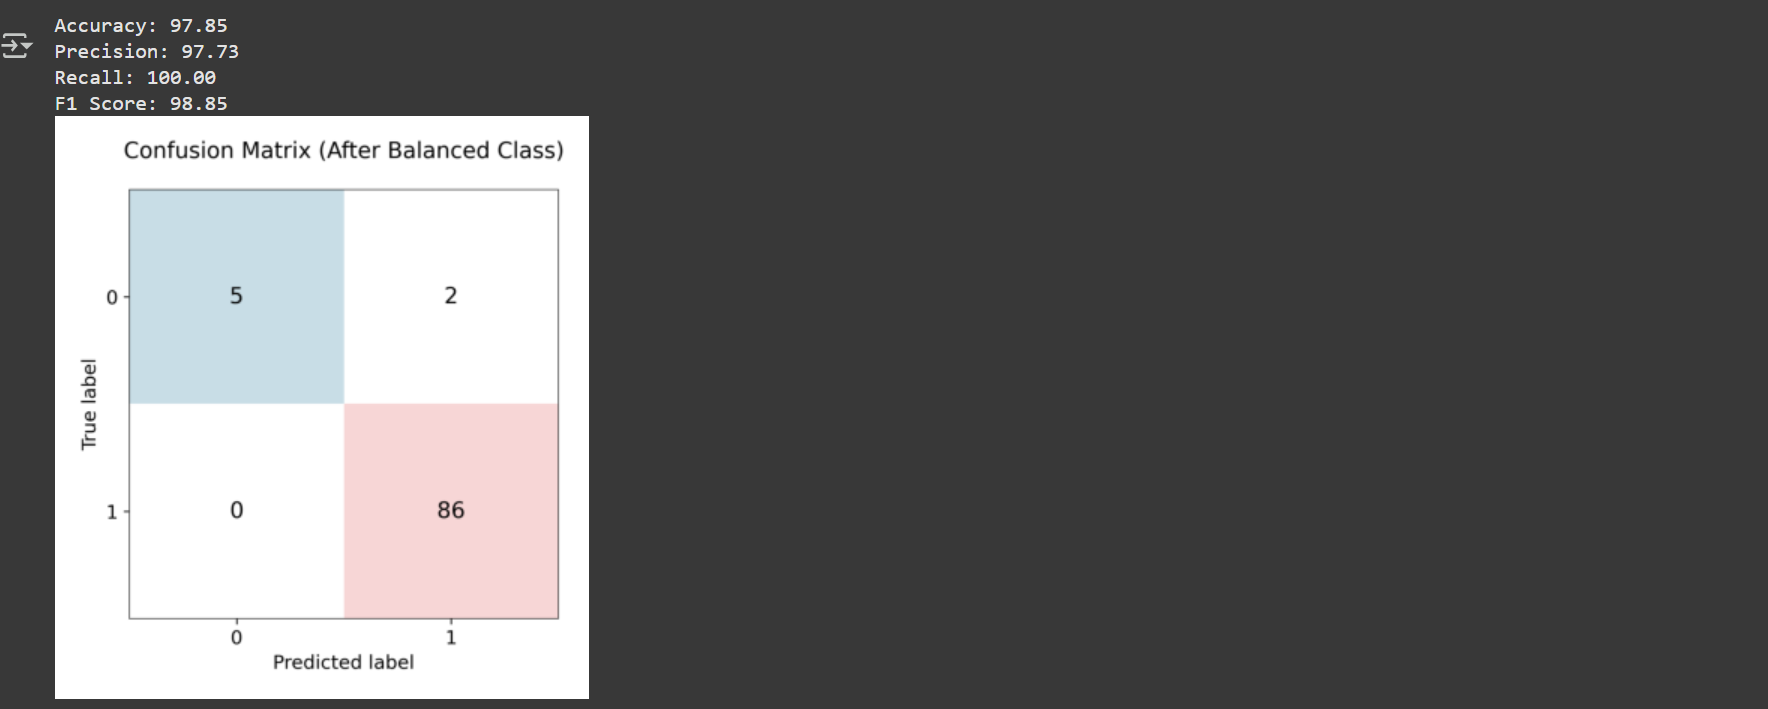 Accuracy: 97.85
Precision: 97.73
Recall: 100.00
F1 Score: 98.85
Confusion Matrix (After Balanced Class)
5 2
0
True label
0 86
1
0 1
Predicted label